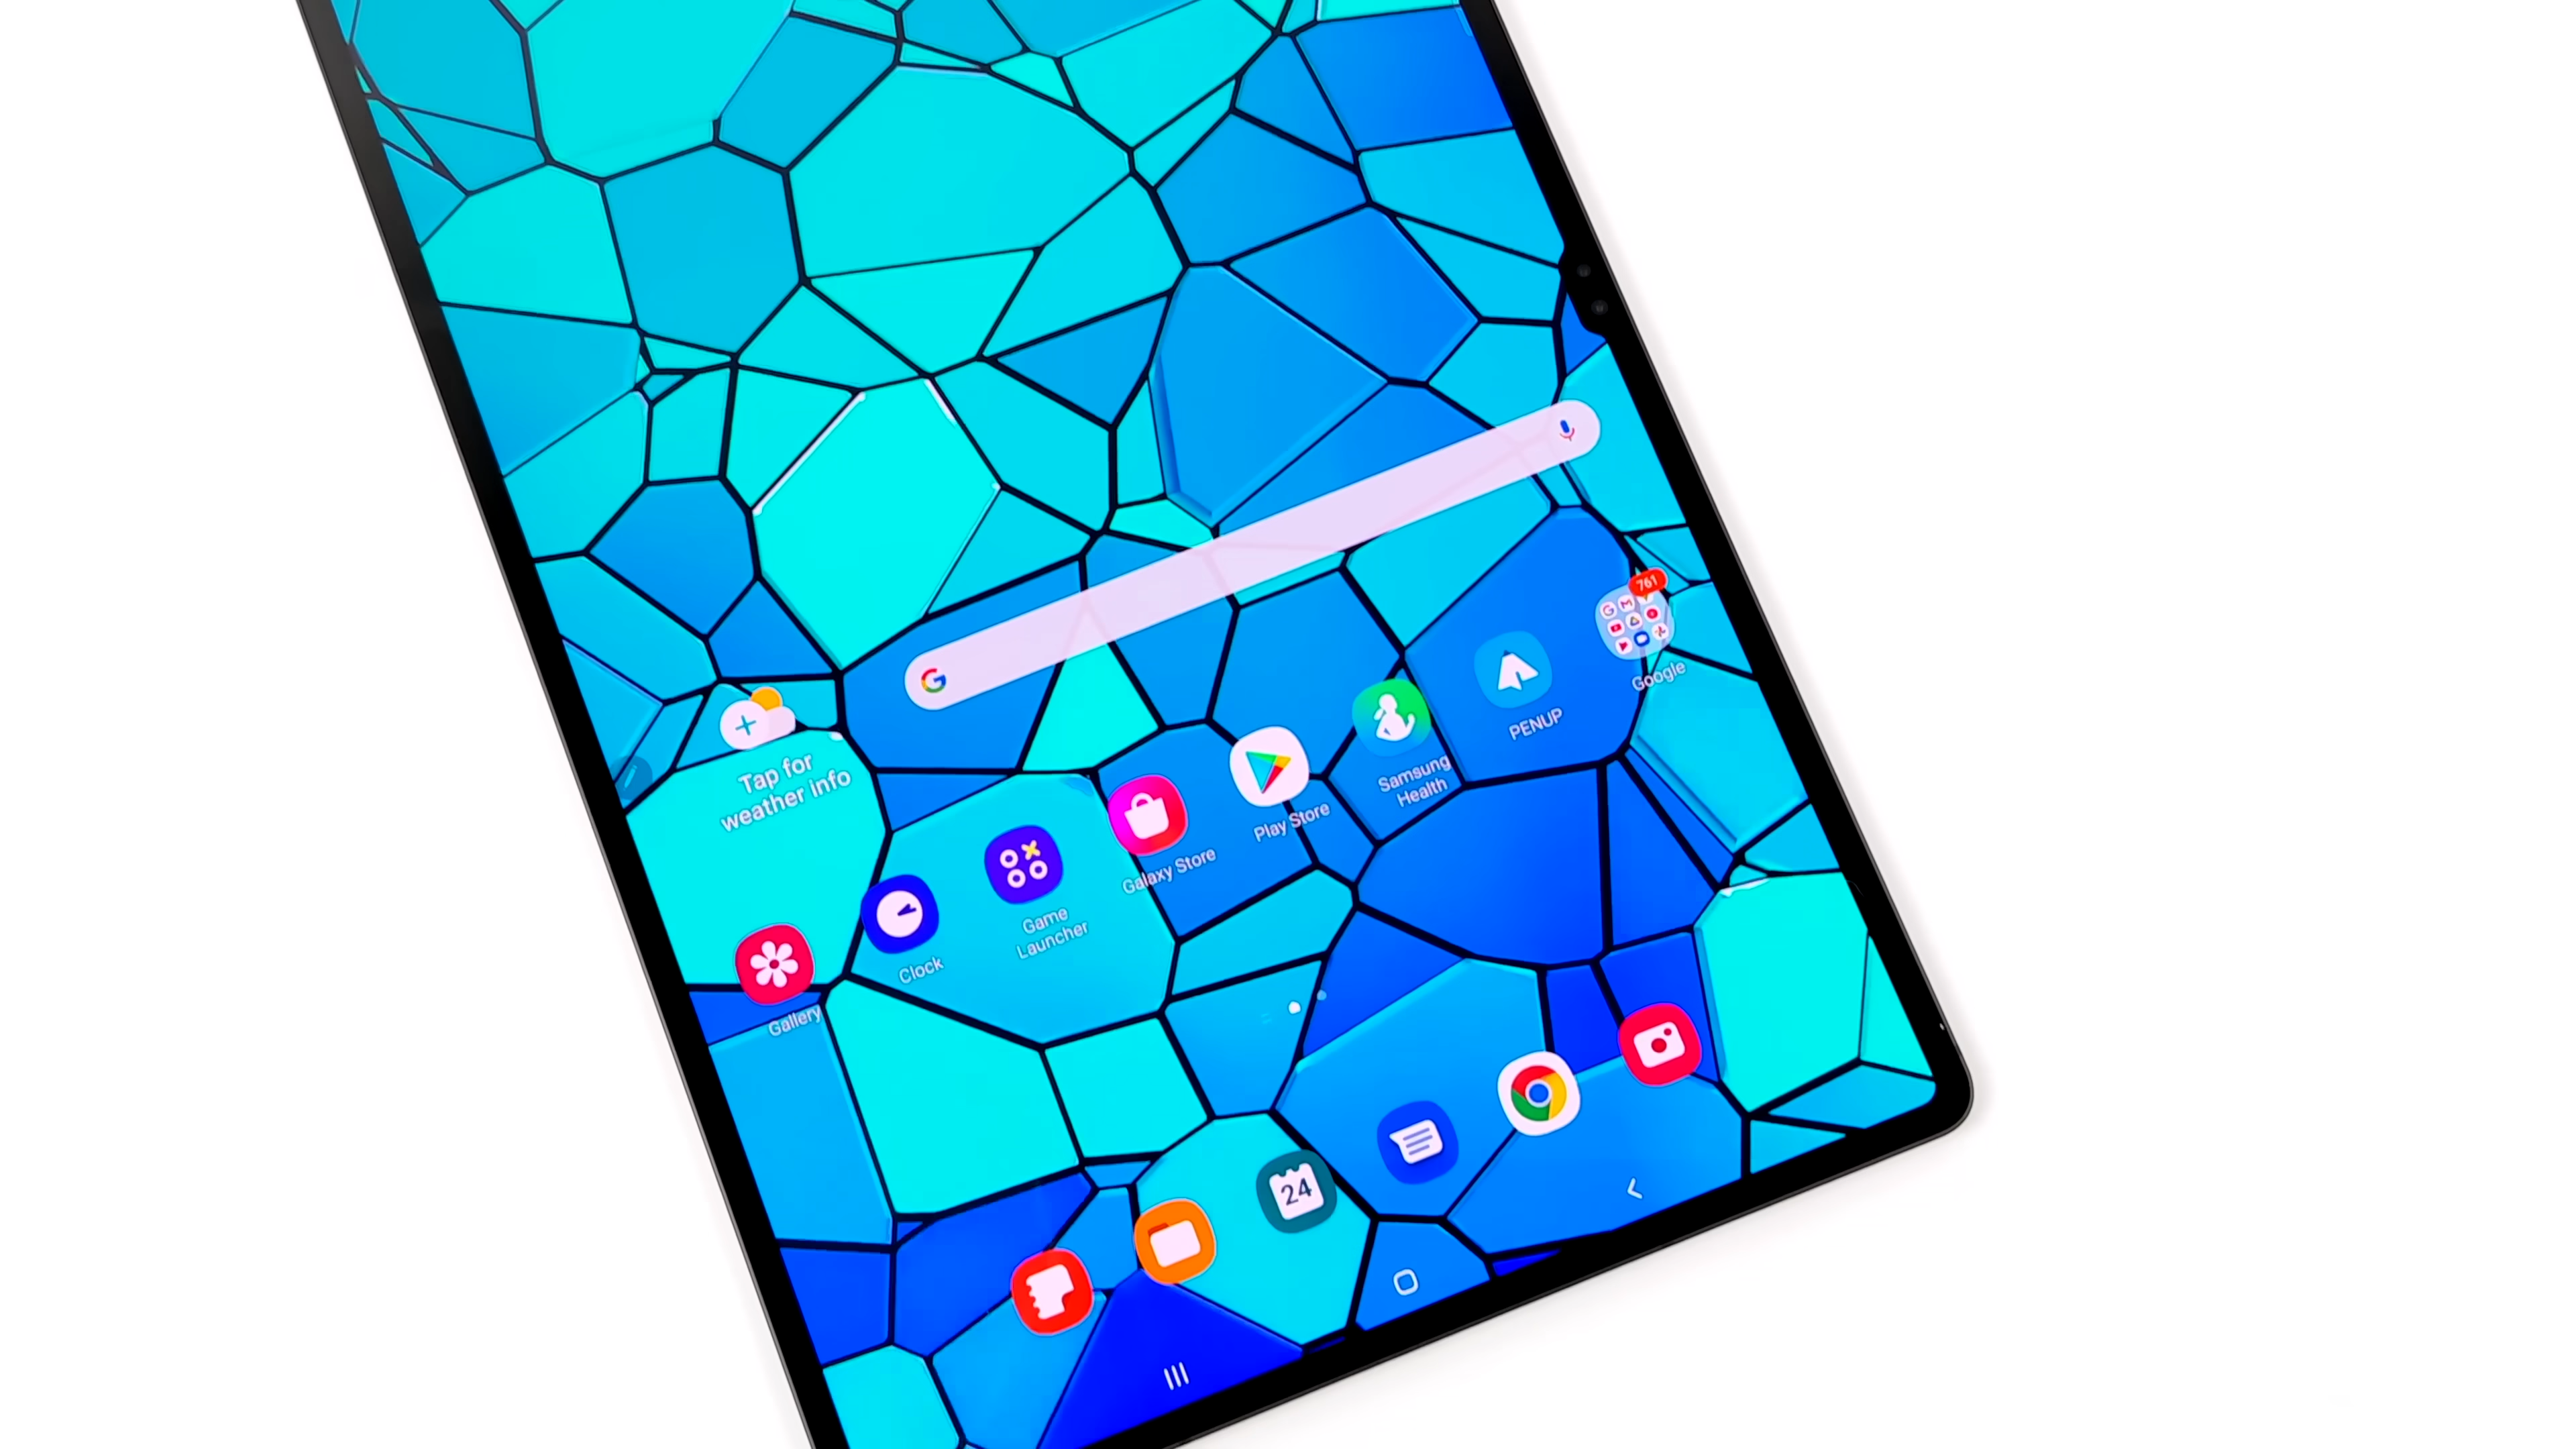 761
Google
PENUP
Samsung
Health
Play Store
Galaxy Store
Game
Launcher
Clock
Gallery
Tap for
weather info
24